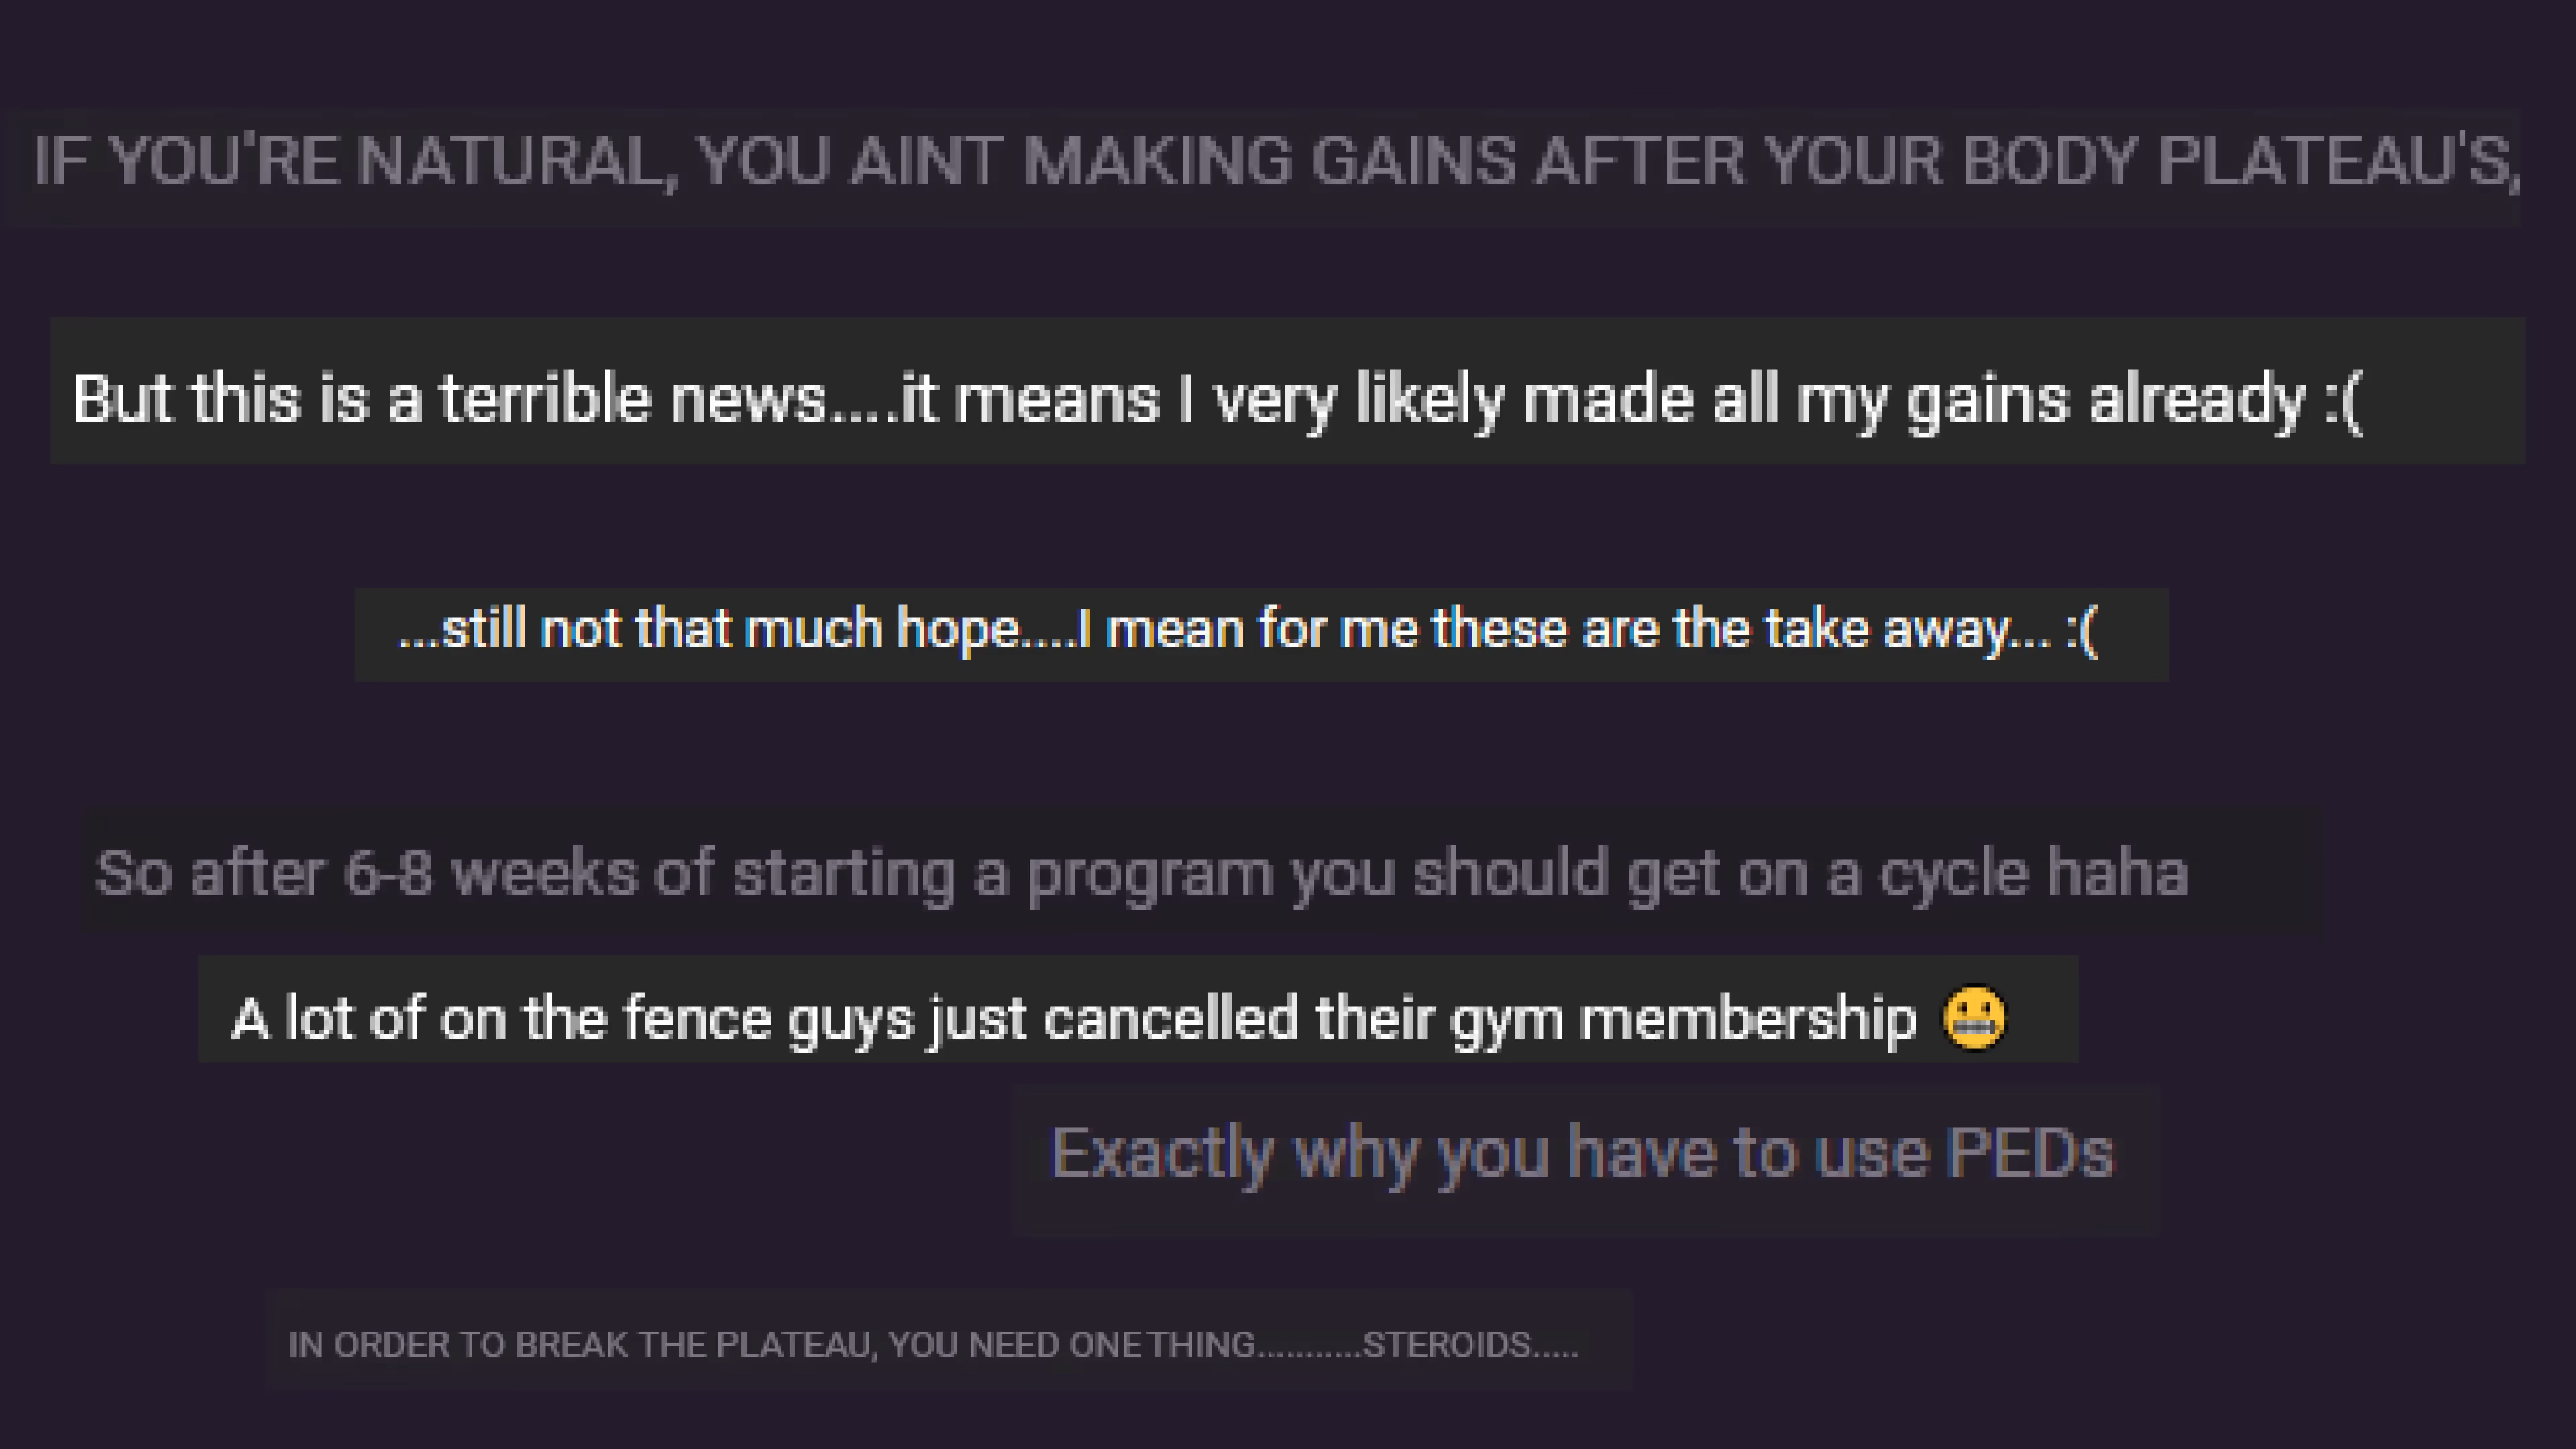 IF YOU'RE NATURAL, YOU AINT MAKING GAINS AFTER YOUR BODY PLATEAU'S,
But this is a terrible news....it means I very likely made all my gains already :(
...still not that much hope....I mean for me these are the take away... :(
So after 6-8 weeks of starting a program you should get on a cycle haha
A lot of on the fence guys just cancelled their gym membership 😬
Exactly why you have to use PEDs
IN ORDER TO BREAK THE PLATEAU, YOU NEED ONE THING...........STEROIDS.....